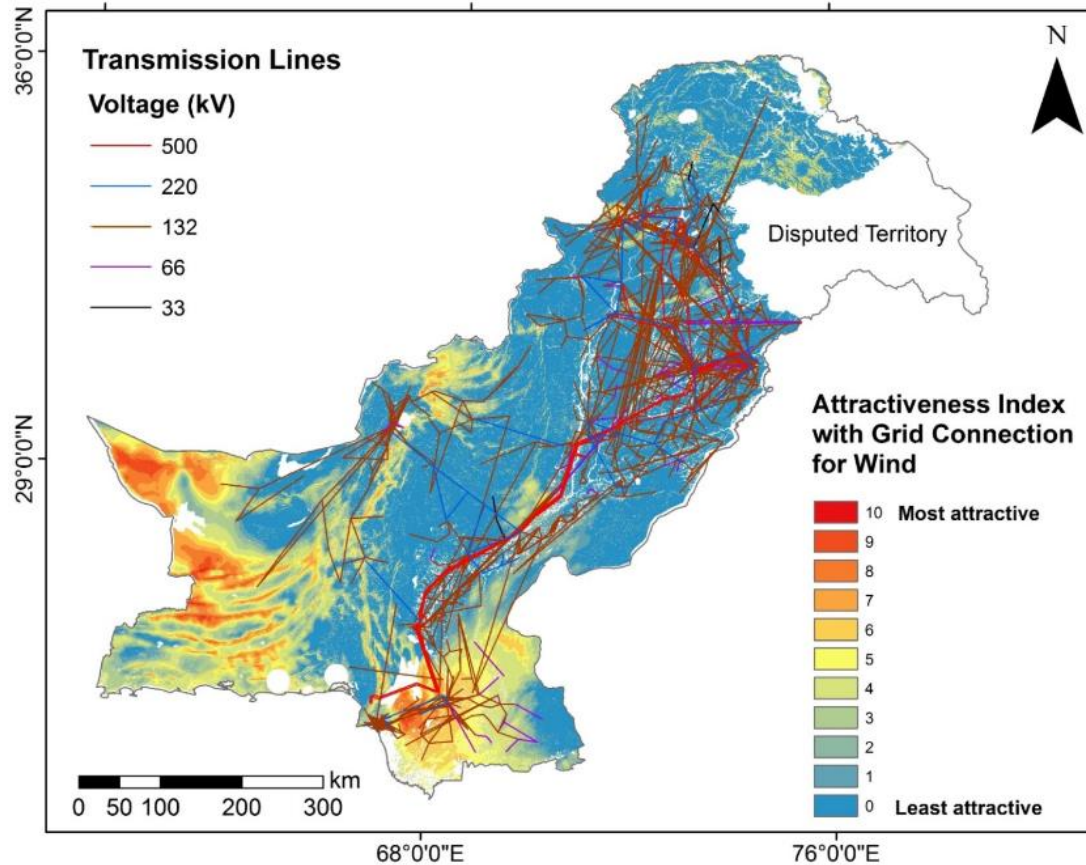 36°0'0"N
29°0'0"N
Transmission Lines
Voltage (kV)
500
220
132
66
33
N
Disputed Territory
Attractiveness Index
with Grid Connection
for Wind
10 Most attractive
9
8
7
6
5
4
3
2
1
0 Least attractive
km
0 50 100 200 300
68°0'0"E
76°0'0"E